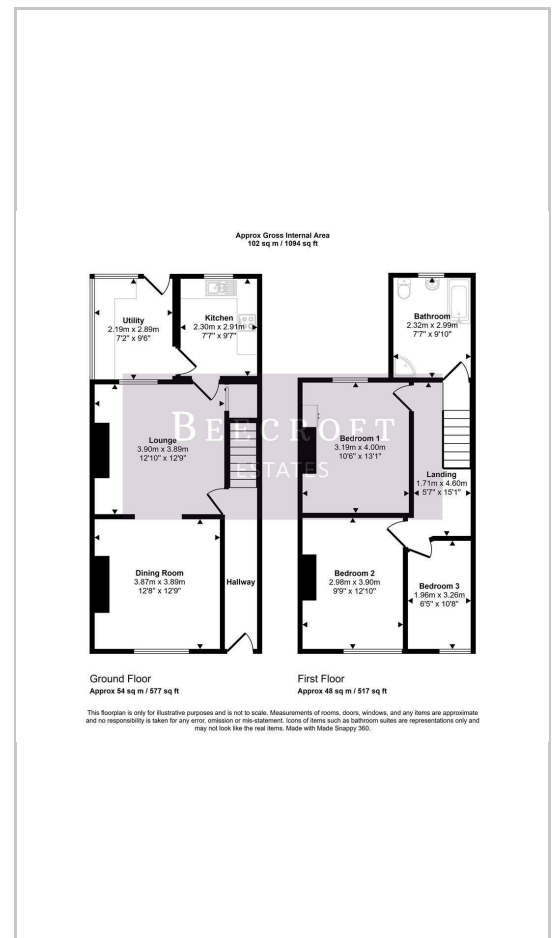 Approx Gross Internal Area
102 sq m / 1094 sq ft
Utility
2.19m x 2.89m
7'2" x 9'6"
Kitchen
2.30m x 2.91m
7'7" x 9'7"
Bathroom
2.32m x 2.99m
7'7" x 9'10"
Lounge
3.90m x 3.89m
12'10" x 12'9"
Bedroom 1
3.19m x 4.00m
10'6" x 13'1"
Landing
1.71m x 4.60m
5'7" x 15'1"
BEECROFT
ESTATES
Dining Room
3.87m x 3.89m
12'8" x 12'9"
Hallway
Bedroom 2
2.98m x 3.90m
9'9" x 12'10"
Bedroom 3
1.96m x 3.26m
6'5" x 10'8"
Ground Floor
Approx 54 sq m / 577 sq ft
First Floor
Approx 48 sq m / 517 sq ft
This floorplan is only for illustrative purposes and is not to scale. Measurements of rooms, doors, windows, and any items are approximate
and no responsibility is taken for any error, omission or mis-statement. Icons of items such as bathroom suites are representations only and
may not look like the real items. Made with Made Snappy 360.